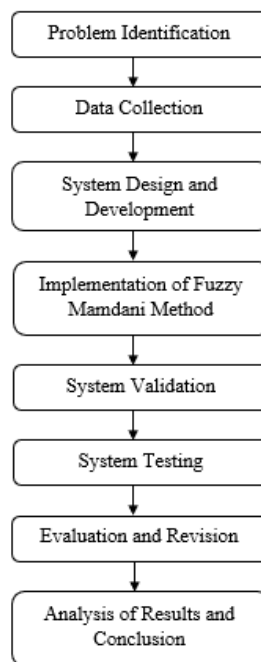 Problem Identification
Data Collection
System Design and
Development
Implementation of Fuzzy
Mamdani Method
System Validation
System Testing
Evaluation and Revision
Analysis of Results and
Conclusion